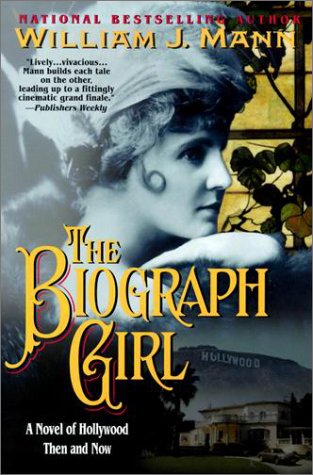 NATIONAL BESTSELLING AUTHOR
WILLIAM J. MANN
"Lively...vivacious...
Mann builds each tale
on the other,
leading up to a fittingly
cinematic grand finale."
—Publishers Weekly
THE
BIOGRAPH
GIRL
HOLLYWOOD
A Novel of Hollywood
Then and Now